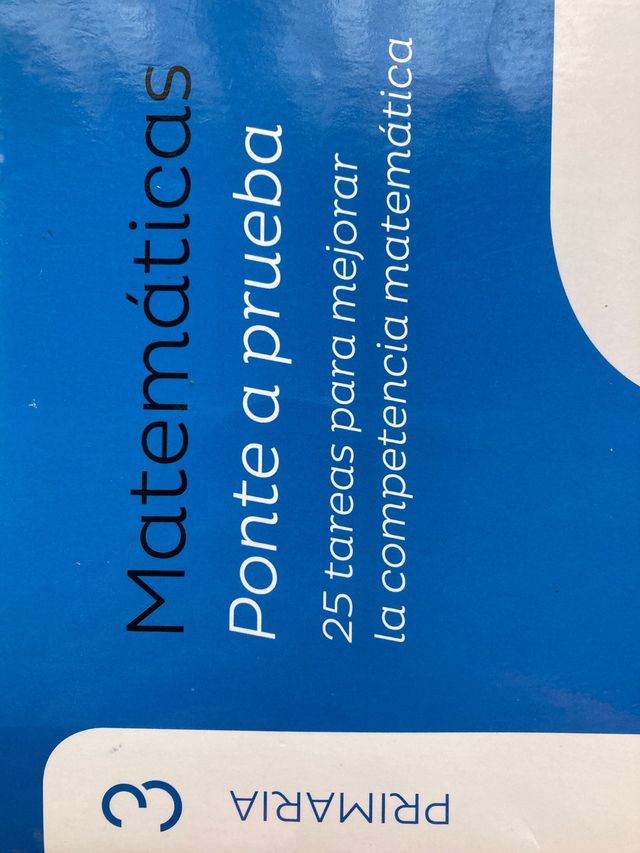 Matemáticas
Ponte a prueba
25 tareas para mejorar
la competencia matemática
3
PRIMARIA